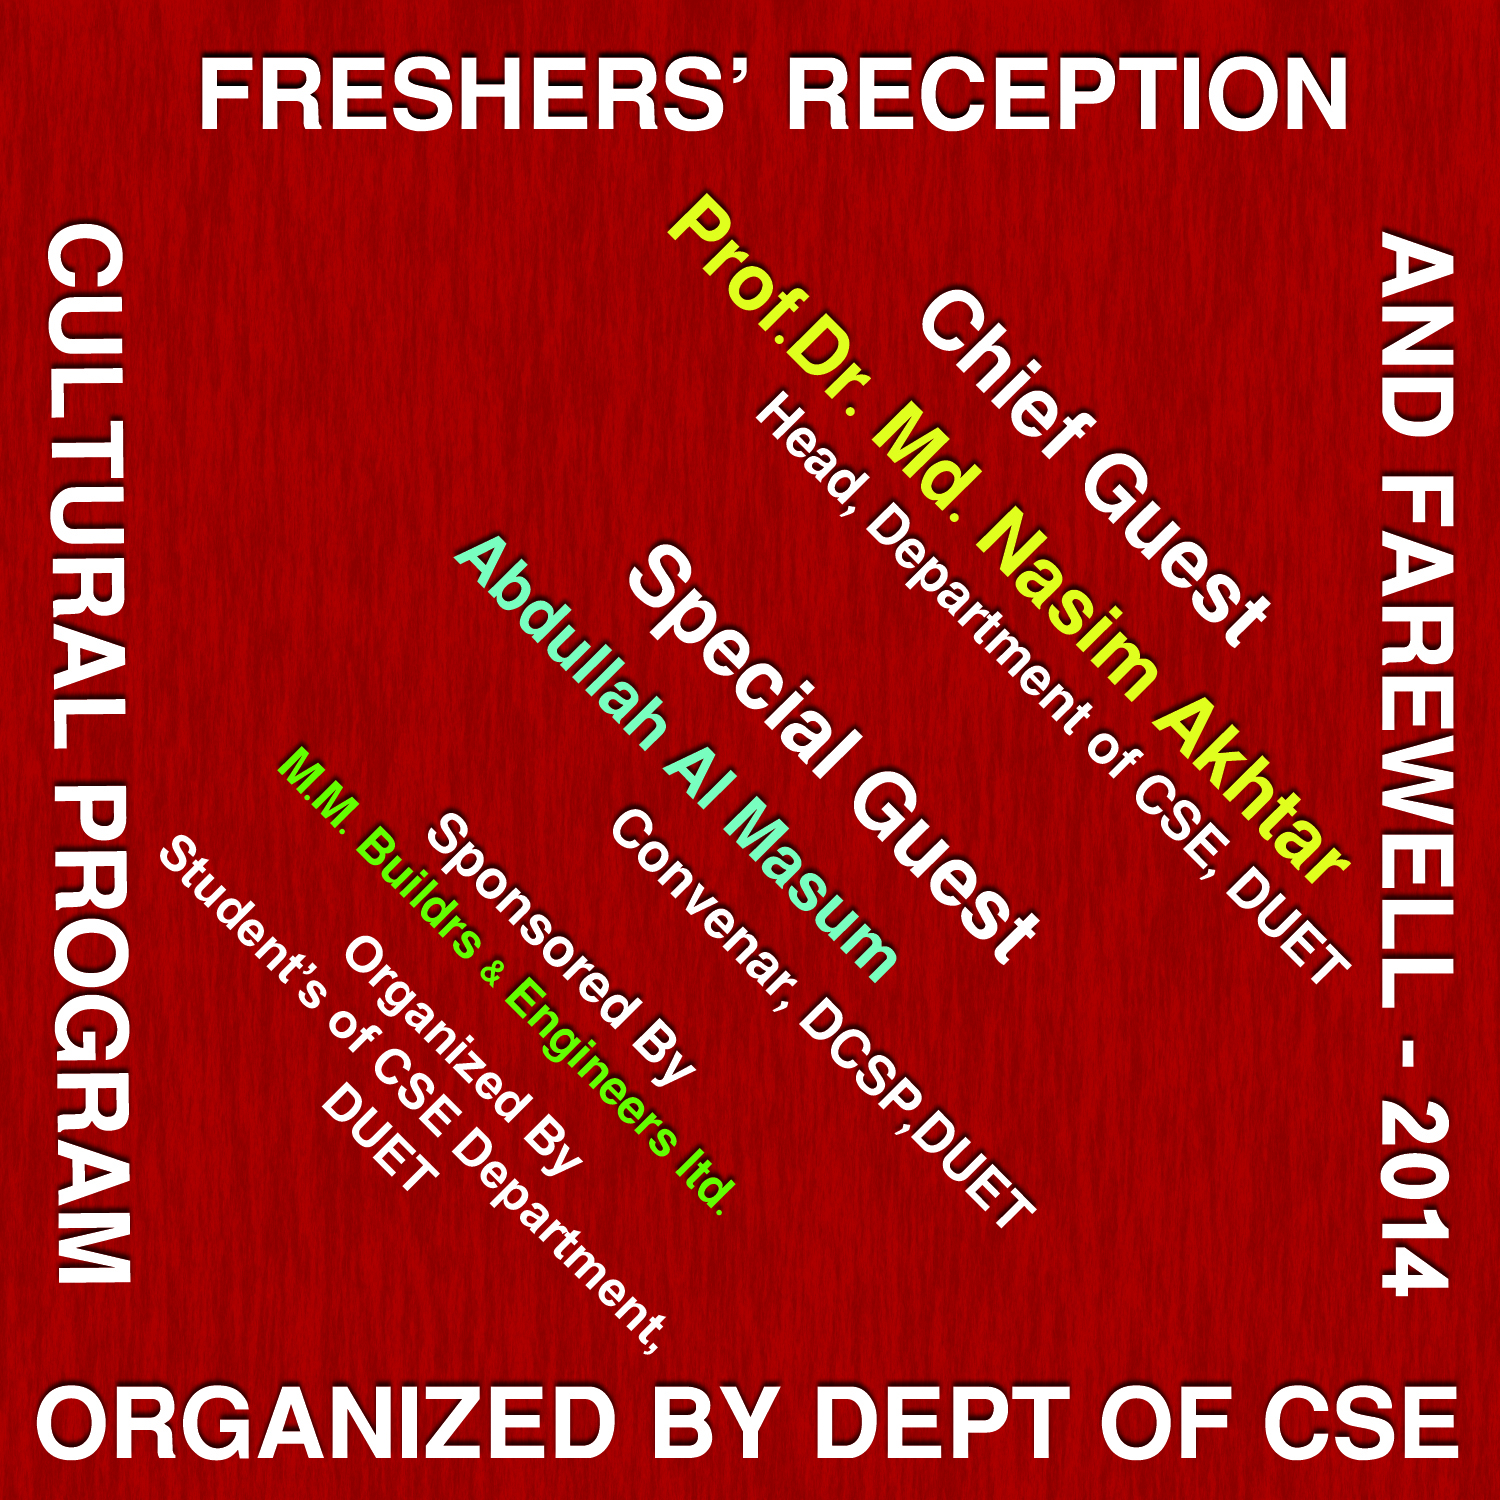 FRESHERS’ RECEPTION
AND FAREWELL - 2014
CULTURAL PROGRAM
Chief Guest
Prof.Dr. Md. Nasim Akhtar
Head, Department of CSE, DUET
Special Guest
Abdullah Al Masum
Convenar, DCSP,DUET
Sponsored By
M.M. Buildrs & Engineers ltd.
Organized By
Student’s of CSE Department,
DUET
ORGANIZED BY DEPT OF CSE